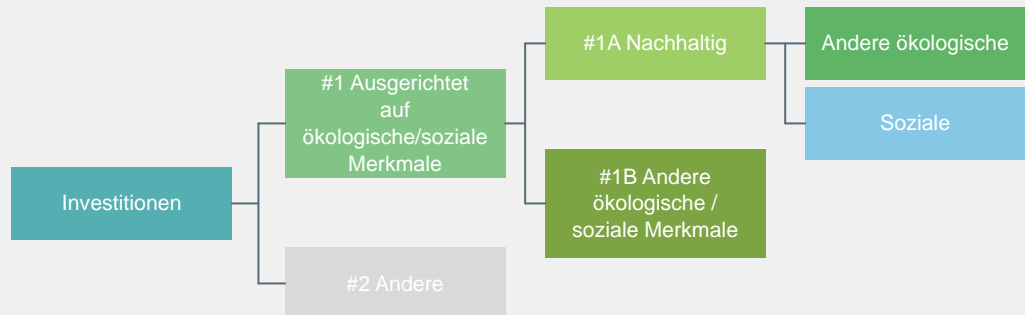 #1A Nachhaltig
Andere ökologische
#1 Ausgerichtet
auf
ökologische/soziale
Merkmale
Soziale
#1B Andere
ökologische /
soziale Merkmale
Investitionen
#2 Andere